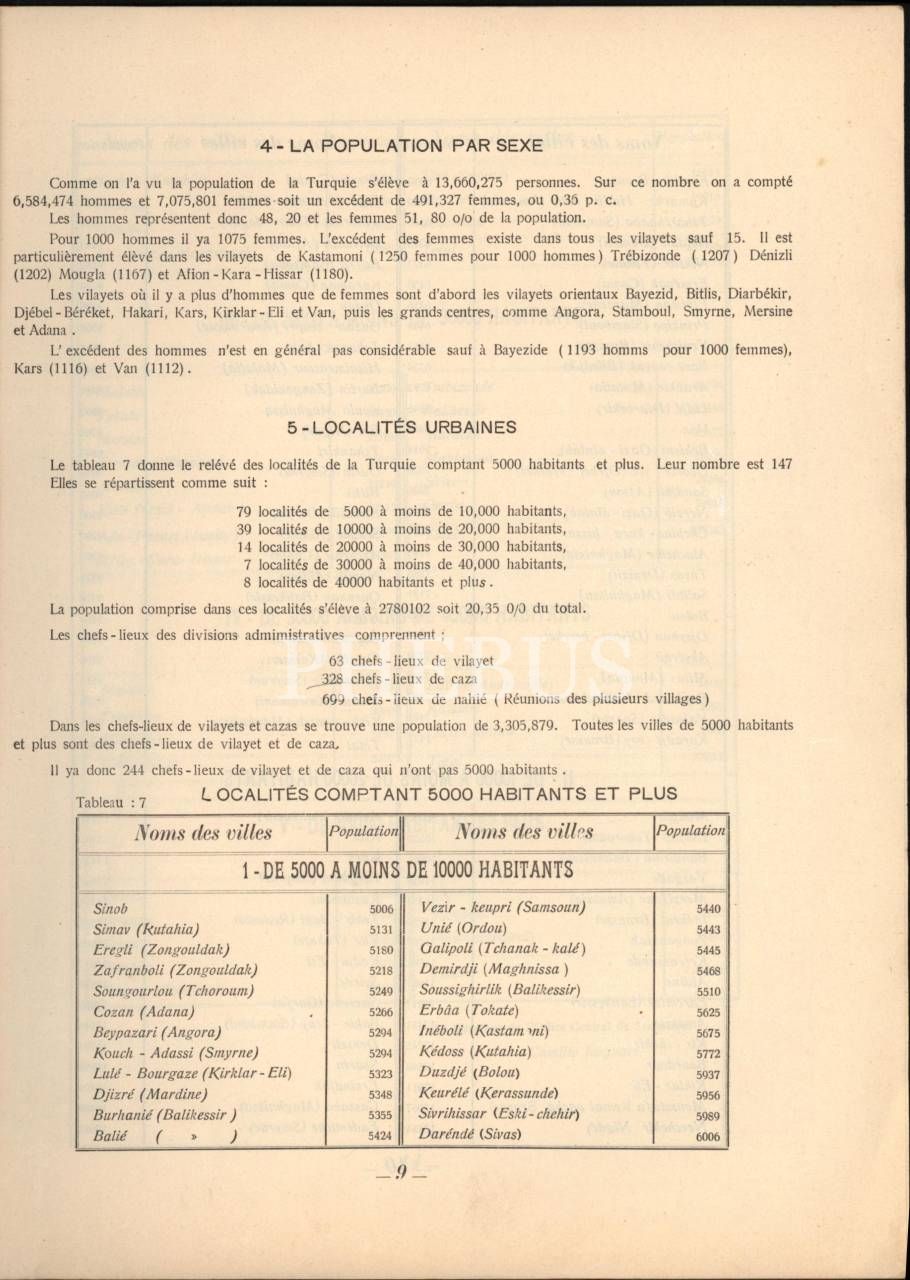 4 - LA POPULATION PAR SEXE
Comme on l'a vu la population de la Turquie s'élève à 13,660,275 personnes. Sur ce nombre on a compté
6,584,474 hommes et 7,075,801 femmes soit un excédent de 491,327 femmes, ou 0,36 p. c.
Les hommes représentent donc 48, 20 et les femmes 51, 80 o/o de la population.
Pour 1000 hommes il ya 1075 femmes. L'excédent des femmes existe dans tous les vilayets sauf 15. Il est
particulièrement élévé dans les vilayets de Kastamoni (1250 femmes pour 1000 hommes) Trébizonde (1207) Dénizli
(1202) Mougla (1167) et Afion - Kara - Hissar (1180).
Les vilayets où il y a plus d'hommes que de femmes sont d'abord les vilayets orientaux Bayezid, Bitlis, Diarbékir,
Djébel - Béréket, Hakari, Kars, Kirklar - Eli et Van, puis les grands centres, comme Angora, Stamboul, Smyrne, Mersine
et Adana .
L' excédent des hommes n'est en général pas considérable sauf à Bayezide (1193 homms pour 1000 femmes),
Kars (1116) et Van (1112).
5 - LOCALITÉS URBAINES
Le tableau 7 donne le relévé des localités de la Turquie comptant 5000 habitants et plus. Leur nombre est 147
Elles se répartissent comme suit :
79 localités de 5000 à moins de 10,000 habitants,
39 localités de 10000 à moins de 20,000 habitants,
14 localités de 20000 à moins de 30,000 habitants,
7 localités de 30000 à moins de 40,000 habitants,
8 localités de 40000 habitants et plus.
La population comprise dans ces localités s'élève à 2780102 soit 20,35 0/0 du total.
Les chefs - lieux des divisions admimistratives comprennent ;
PHEBUS
63 chefs - lieux de vilayet
328 chefs - lieux de caza
699 chefs - lieux de nahié (Réunions des plusieurs villages)
Dans les chefs-lieux de vilayets et cazas se trouve une population de 3,305,879. Toutes les villes de 5000 habitants
et plus sont des chefs - lieux de vilayet et de caza.
Il ya donc 244 chefs - lieux de vilayet et de caza qui n'ont pas 5000 habitants .
Tableau : 7 LOCALITÉS COMPTANT 5000 HABITANTS ET PLUS
Noms des villes Population Noms des villes Population
1 - DE 5000 A MOINS DE 10000 HABITANTS
Sinob 5006 Vezir - keupri (Samsoun) 5440
Simav (Kutahia) 5131 Unié (Ordou) 5443
Eregli (Zongouldak) 5180 Galipoli (Tchanak - kalé) 5445
Zafranboli (Zongouldak) 5218 Demirdji (Maghnissa ) 5468
Soungourlou (Tchoroum) 5249 Soussighirlik (Balikessir) 5510
Cozan (Adana) 5266 Erbâa (Tokate) 5625
Beypazari (Angora) 5294 Inéboli (Kastamoni) 5675
Kouch - Adassi (Smyrne) 5294 Kédoss (Kutahia) 5772
Lulé - Bourgaze (Kirklar - Eli) 5323 Duzdjé (Bolou) 5937
Djizré (Mardine) 5348 Keurélé (Kerassunde) 5956
Burhanié (Balikessir ) 5355 Sivrihissar (Eski - chehir) 5989
Balié ( » ) 5424 Daréndé (Sivas) 6006
— 9 —